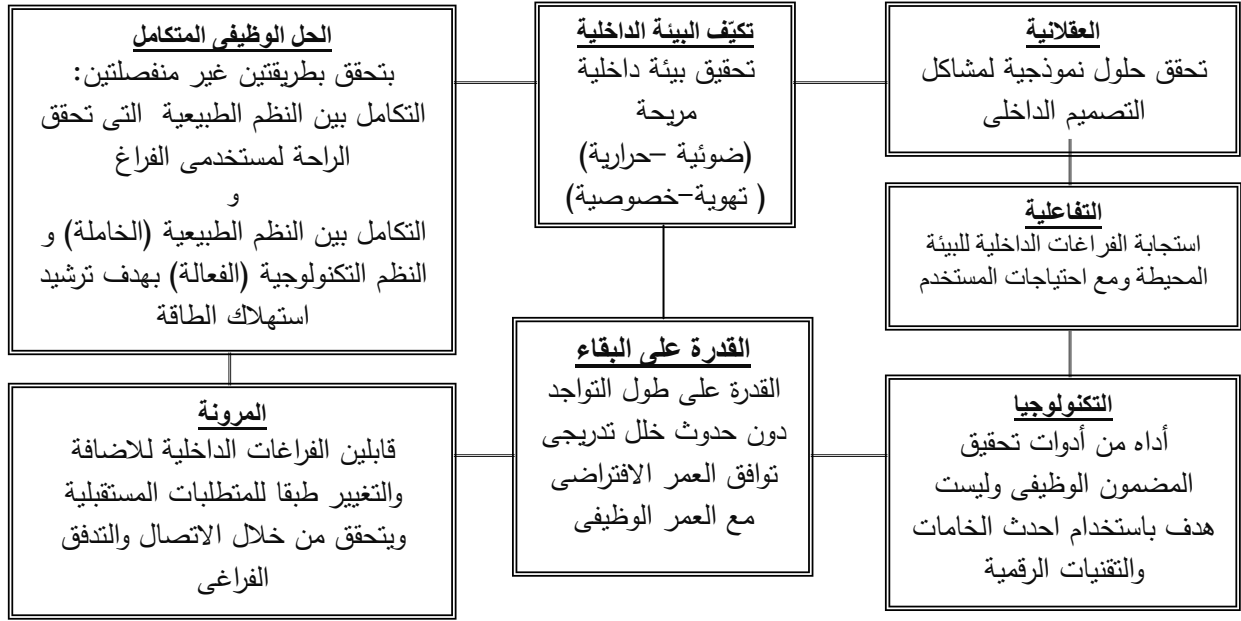 العقلانية
تحقق حلول نموذجية لمشاكل
التصميم الداخلى
تكيّف البيئة الداخلية
تحقيق بيئة داخلية
مريحة
(ضوئية –حرارية)
( تهوية–خصوصية)
الحل الوظيفى المتكامل
بتحقق بطريقتين غير منفصلتين:
التكامل بين النظم الطبيعية التى تحقق
الراحة لمستخدمى الفراغ
و
التكامل بين النظم الطبيعية (الخاملة) و
النظم التكنولوجية (الفعالة) بهدف ترشيد
استهلاك الطاقة
التفاعلية
استجابة الفراغات الداخلية للبيئة
المحيطة ومع احتياجات المستخدم
التكنولوجيا
أداه من أدوات تحقيق
المضمون الوظيفى وليست
هدف باستخدام احدث الخامات
والتقنيات الرقمية
القدرة على البقاء
القدرة على طول التواجد
دون حدوث خلل تدريجى
توافق العمر الافتراضى
مع العمر الوظيفى
المرونة
قابلين الفراغات الداخلية للاضافة
والتغيير طبقا للمتطلبات المستقبلية
ويتحقق من خلال الاتصال والتدفق
الفراغى